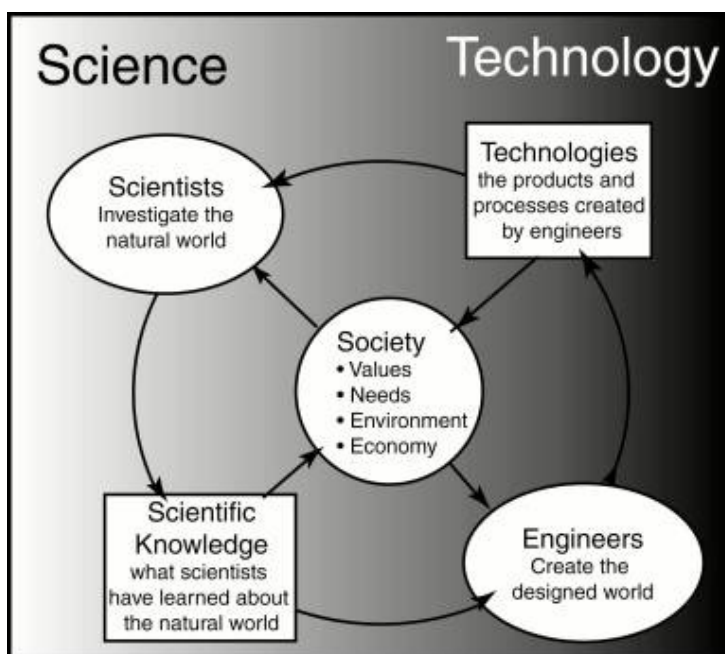 Science
Technology
Scientists
Investigate the
natural world
Technologies
the products and
processes created
by engineers
Society
• Values
• Needs
• Environment
• Economy
Scientific
Knowledge
what scientists
have learned about
the natural world
Engineers
Create the
designed world